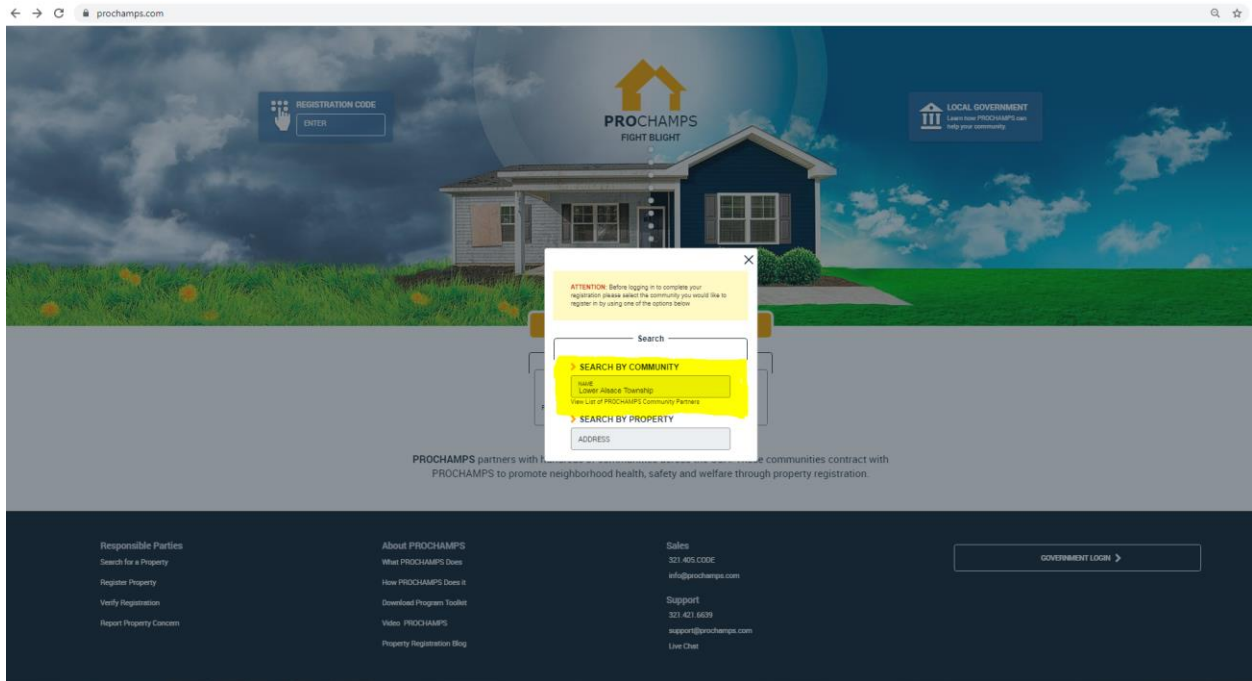 prochamps.com
REGISTRATION CODE
ENTER
PROCHAMPS
FIGHT BLIGHT
LOCAL GOVERNMENT
Learn how PROCHAMPS can
help your community.
ATTENTION: Before logging in to complete your
registration please select the community you would like to
register in by using one of the options below
Search
SEARCH BY COMMUNITY
NAME
Lower Alsace Township
View List of PROCHAMPS Community Partners
SEARCH BY PROPERTY
ADDRESS
PROCHAMPS partners with
communities contract with
PROCHAMPS to promote neighborhood health, safety and welfare through property registration.
Responsible Parties
Search for a Property
Register Property
Verify Registration
Report Property Concern
About PROCHAMPS
What PROCHAMPS Does
How PROCHAMPS Does it
Download Program Toolkit
Video PROCHAMPS
Property Registration Blog
Sales
321.405.CODE
info@prochamps.com
Support
321.421.6639
support@prochamps.com
Live Chat
GOVERNMENT LOGIN